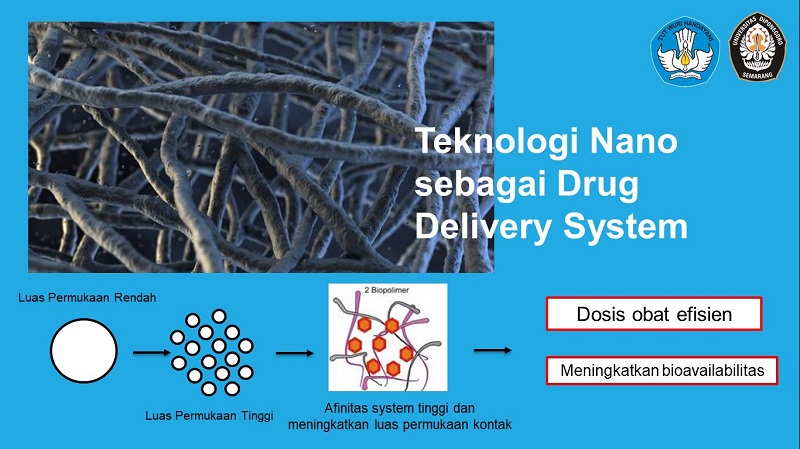 TUT WURI HANDAYANI
UNIVERSITAS DIPONEGORO
SEMARANG
Teknologi Nano
sebagai Drug
Delivery System
Luas Permukaan Rendah
2 Biopolimer
Dosis obat efisien
Meningkatkan bioavailabilitas
Luas Permukaan Tinggi
Afinitas system tinggi dan
meningkatkan luas permukaan kontak